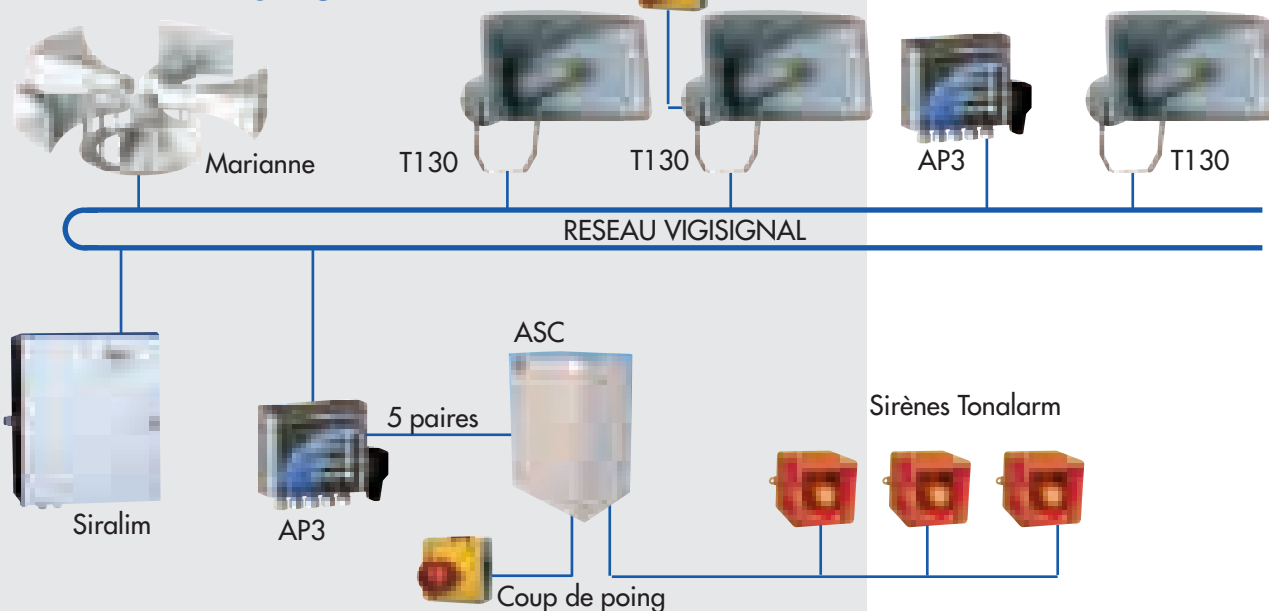 Marianne
T130
T130
AP3
T130
RESEAU VIGISIGNAL
ASC
Sirènes Tonalarm
5 paires
Siralim
AP3
Coup de poing